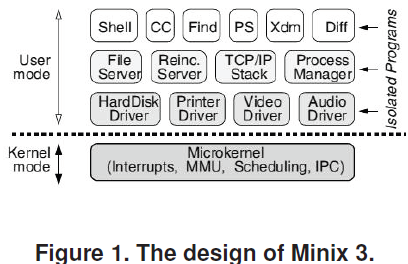 Shell CC Find PS Xdm Diff
User
mode
File
Server
Reinc.
Server
TCP/IP
Stack
Process
Manager
HardDisk
Driver
Printer
Driver
Video
Driver
Audio
Driver
Isolated Programs
Kernel
mode
Microkernel
(Interrupts, MMU, Scheduling, IPC)
Figure 1. The design of Minix 3.